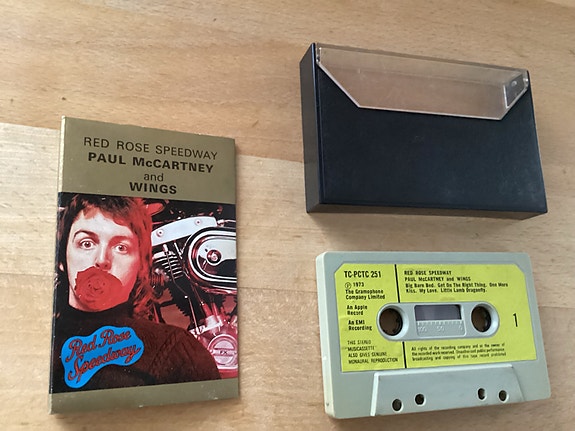 RED ROSE SPEEDWAY
PAUL McCARTNEY
and
WINGS
Red Rose
Speedway
TC-PCTC 251
℗ 1973
The Gramophone
Company Limited
An Apple
Record
An EMI
Recording
THIS STEREO
MUSICASSETTE
ALSO GIVES GENUINE
MONAURAL REPRODUCTION
RED ROSE SPEEDWAY
PAUL McCARTNEY and WINGS
Big Barn Bed. Get On The Right Thing. One More
Kiss. My Love. Little Lamb Dragonfly.
100
50
0
1
All rights of the recording company and as the owner of
the recorded work reserved. Unauthorised public performance
broadcasting and copying of this tape record prohibited